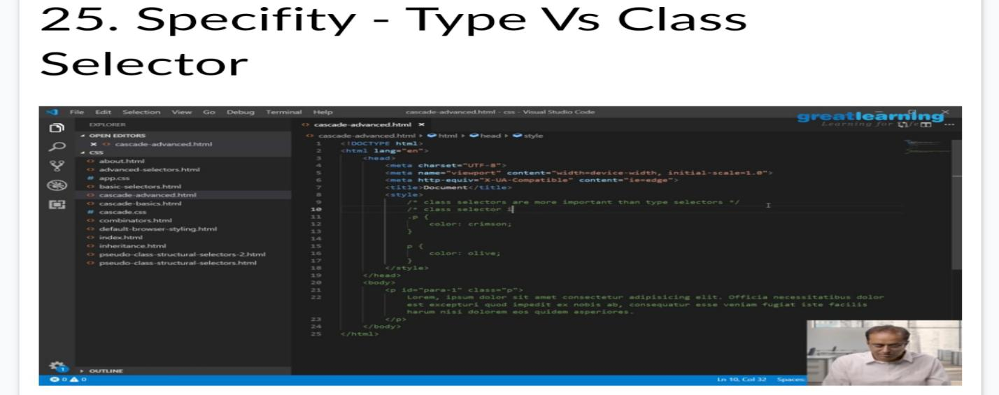 25. Specifity - Type Vs Class
Selector
File Edit Selection View Go Debug Terminal Help
cascade-advanced.html - css - Visual Studio Code
greatlearning
Learning for Life
EXPLORER
OPEN EDITORS
cascade-advanced.html
CSS
about.html
advanced-selectors.html
# app.css
basic-selectors.html
cascade-advanced.html
cascade-basics.html
# cascade.css
combinators.html
default-browser-styling.html
index.html
inheritance.html
pseudo-class-structural-selectors-2.html
pseudo-class-structural-selectors.html
OUTLINE
cascade-advanced.html ×
cascade-advanced.html html head style
1 <!DOCTYPE html>
2 <html lang="en">
3 <head>
4 <meta charset="UTF-8">
5 <meta name="viewport" content="width=device-width, initial-scale=1.0">
6 <meta http-equiv="X-UA-Compatible" content="ie=edge">
7 <title>Document</title>
8 <style>
9 /* class selectors are more important than type selectors */
10 /* class selector i
11 .p {
12 color: crimson;
13 }
14
15 p {
16 color: olive;
17 }
18 </style>
19 </head>
20 <body>
21 <p id="para-1" class="p">
22 Lorem, ipsum dolor sit amet consectetur adipisicing elit. Officia necessitatibus dolor
est excepturi quod impedit ex nobis ab, consequatur esse veniam fugiat iste facilis
harum nisi dolorem eos quidem asperiores.
23 </p>
24 </body>
25 </html>
1
0 0
Ln 10, Col 32 Spaces: